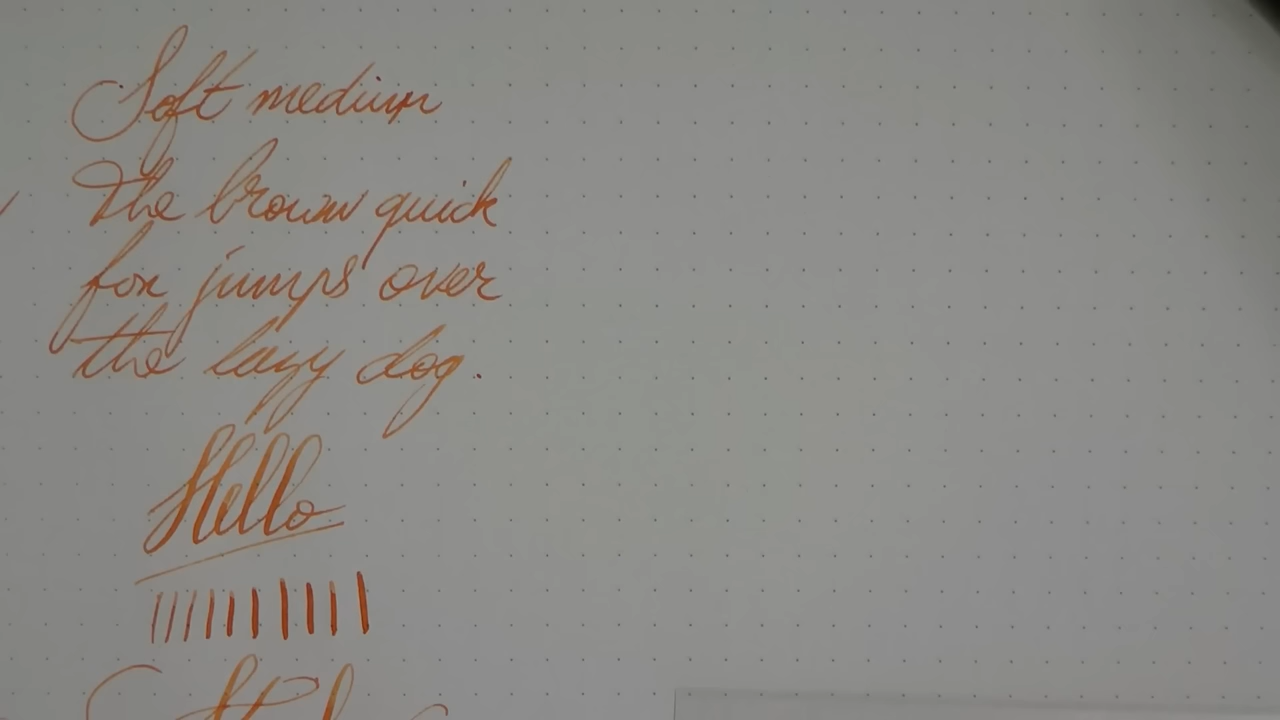 Soft medium
The brown quick
fox jumps over
the lazy dog.
Hello